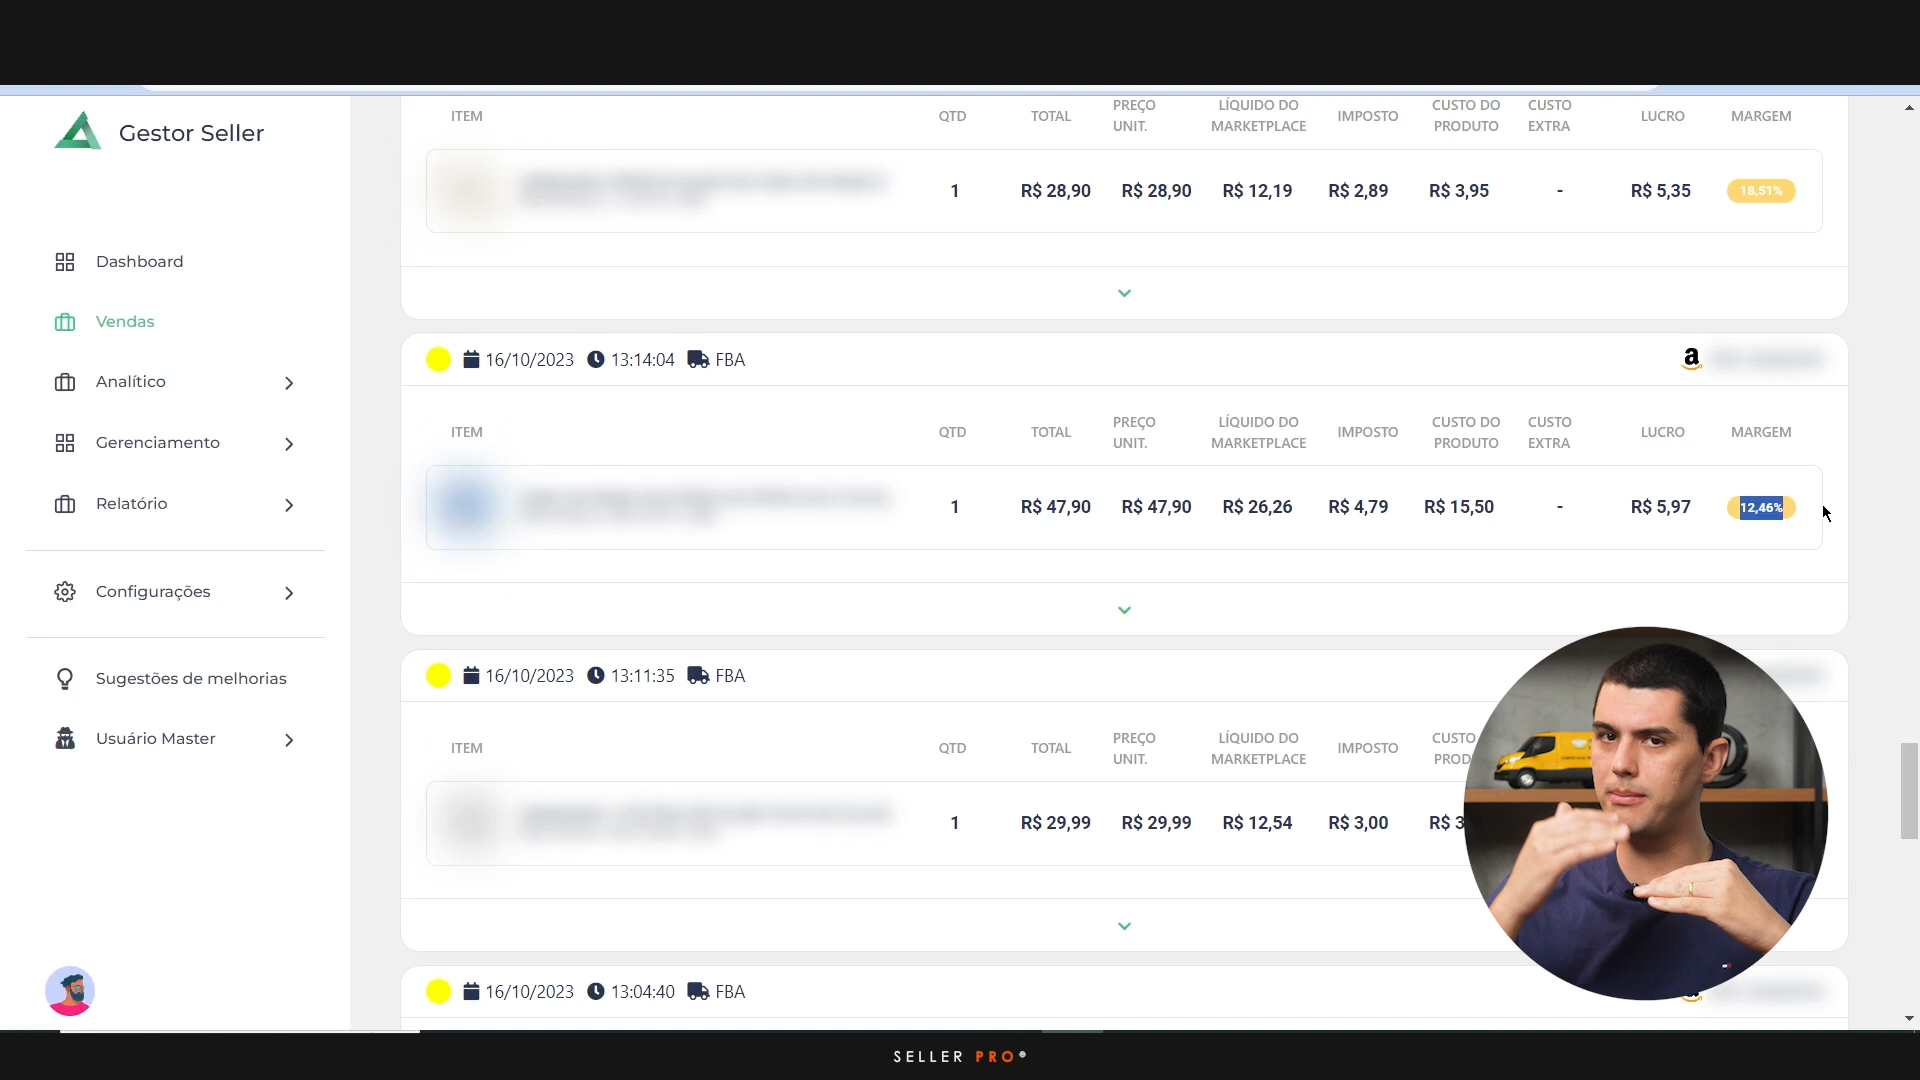 Gestor Seller
Dashboard
Vendas
Analítico
Gerenciamento
Relatório
Configurações
Sugestões de melhorias
Usuário Master
ITEM QTD TOTAL PREÇO UNIT. LÍQUIDO DO MARKETPLACE IMPOSTO CUSTO DO PRODUTO CUSTO EXTRA LUCRO MARGEM
1 R$ 28,90 R$ 28,90 R$ 12,19 R$ 2,89 R$ 3,95 - R$ 5,35 18,51%
16/10/2023 13:14:04 FBA
ITEM QTD TOTAL PREÇO UNIT. LÍQUIDO DO MARKETPLACE IMPOSTO CUSTO DO PRODUTO CUSTO EXTRA LUCRO MARGEM
1 R$ 47,90 R$ 47,90 R$ 26,26 R$ 4,79 R$ 15,50 - R$ 5,97 12,46%
16/10/2023 13:11:35 FBA
ITEM QTD TOTAL PREÇO UNIT. LÍQUIDO DO MARKETPLACE IMPOSTO CUSTO PROD
1 R$ 29,99 R$ 29,99 R$ 12,54 R$ 3,00 R$ 3
16/10/2023 13:04:40 FBA
SELLER PRO®